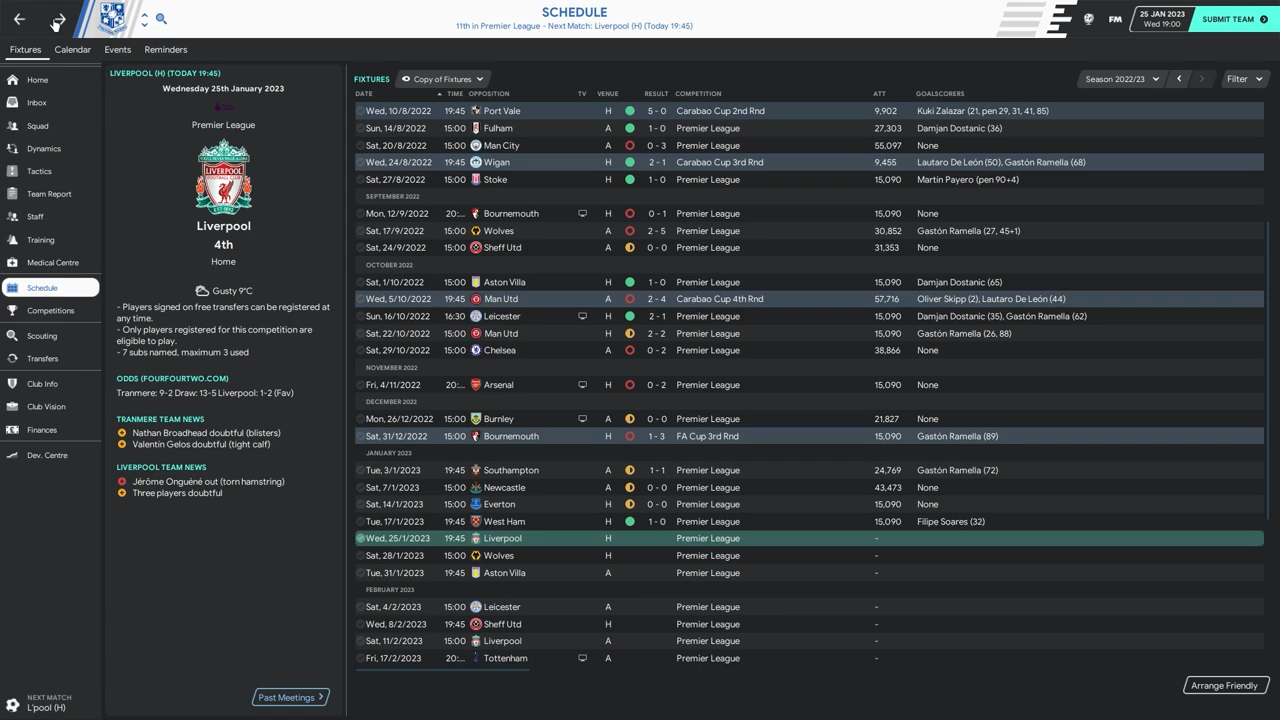 SCHEDULE
11th in Premier League - Next Match: Liverpool (H) (Today 19:45)
FM
25 JAN 2023
Wed 19:00
SUBMIT TEAM
Fixtures Calendar Events Reminders
Home
Inbox
Squad
Dynamics
Tactics
Team Report
Staff
Training
Medical Centre
Schedule
Competitions
Scouting
Transfers
Club Info
Club Vision
Finances
Dev. Centre
NEXT MATCH
L'pool (H)
LIVERPOOL (H) (TODAY 19:45)
Wednesday 25th January 2023
Premier League
Liverpool
4th
Home
Gusty 9°C
- Players signed on free transfers can be registered at
any time.
- Only players registered for this competition are
eligible to play.
- 7 subs named, maximum 3 used
ODDS (FOURFOURTWO.COM)
Tranmere: 9-2 Draw: 13-5 Liverpool: 1-2 (Fav)
TRANMERE TEAM NEWS
Nathan Broadhead doubtful (blisters)
Valentin Gelos doubtful (tight calf)
LIVERPOOL TEAM NEWS
Jérôme Onguéné out (torn hamstring)
Three players doubtful
Past Meetings
FIXTURES Copy of Fixtures Season 2022/23 Filter
DATE TIME OPPOSITION TV VENUE RESULT COMPETITION ATT GOALSCORERS
Wed, 10/8/2022 19:45 Port Vale H 5 - 0 Carabao Cup 2nd Rnd 9,902 Kuki Zalazar (21, pen 29, 31, 41, 85)
Sun, 14/8/2022 15:00 Fulham A 1 - 0 Premier League 27,303 Damjan Dostanic (36)
Sat, 20/8/2022 15:00 Man City A 0 - 3 Premier League 55,097 None
Wed, 24/8/2022 19:45 Wigan H 2 - 1 Carabao Cup 3rd Rnd 9,455 Lautaro De León (50), Gastón Ramella (68)
Sat, 27/8/2022 15:00 Stoke H 1 - 0 Premier League 15,090 Martín Payero (pen 90+4)
SEPTEMBER 2022
Mon, 12/9/2022 20:... Bournemouth H 0 - 1 Premier League 15,090 None
Sat, 17/9/2022 15:00 Wolves A 2 - 5 Premier League 30,852 Gastón Ramella (27, 45+1)
Sat, 24/9/2022 15:00 Sheff Utd A 0 - 0 Premier League 31,353 None
OCTOBER 2022
Sat, 1/10/2022 15:00 Aston Villa H 1 - 0 Premier League 15,090 Damjan Dostanic (65)
Wed, 5/10/2022 19:45 Man Utd A 2 - 4 Carabao Cup 4th Rnd 57,716 Oliver Skipp (2), Lautaro De León (44)
Sun, 16/10/2022 16:30 Leicester H 2 - 1 Premier League 15,090 Damjan Dostanic (35), Gastón Ramella (62)
Sat, 22/10/2022 15:00 Man Utd H 2 - 2 Premier League 15,090 Gastón Ramella (26, 88)
Sat, 29/10/2022 15:00 Chelsea A 0 - 2 Premier League 38,866 None
NOVEMBER 2022
Fri, 4/11/2022 20:... Arsenal H 0 - 2 Premier League 15,090 None
DECEMBER 2022
Mon, 26/12/2022 15:00 Burnley A 0 - 0 Premier League 21,827 None
Sat, 31/12/2022 15:00 Bournemouth H 1 - 3 FA Cup 3rd Rnd 15,090 Gastón Ramella (89)
JANUARY 2023
Tue, 3/1/2023 19:45 Southampton A 1 - 1 Premier League 24,769 Gastón Ramella (72)
Sat, 7/1/2023 15:00 Newcastle A 0 - 0 Premier League 43,473 None
Sat, 14/1/2023 15:00 Everton H 0 - 0 Premier League 15,090 None
Tue, 17/1/2023 19:45 West Ham H 1 - 0 Premier League 15,090 Filipe Soares (32)
Wed, 25/1/2023 19:45 Liverpool H Premier League -
Sat, 28/1/2023 15:00 Wolves H Premier League -
Tue, 31/1/2023 19:45 Aston Villa A Premier League -
FEBRUARY 2023
Sat, 4/2/2023 15:00 Leicester A Premier League -
Wed, 8/2/2023 19:45 Sheff Utd H Premier League -
Sat, 11/2/2023 15:00 Liverpool A Premier League -
Fri, 17/2/2023 20:... Tottenham A Premier League -
Arrange Friendly